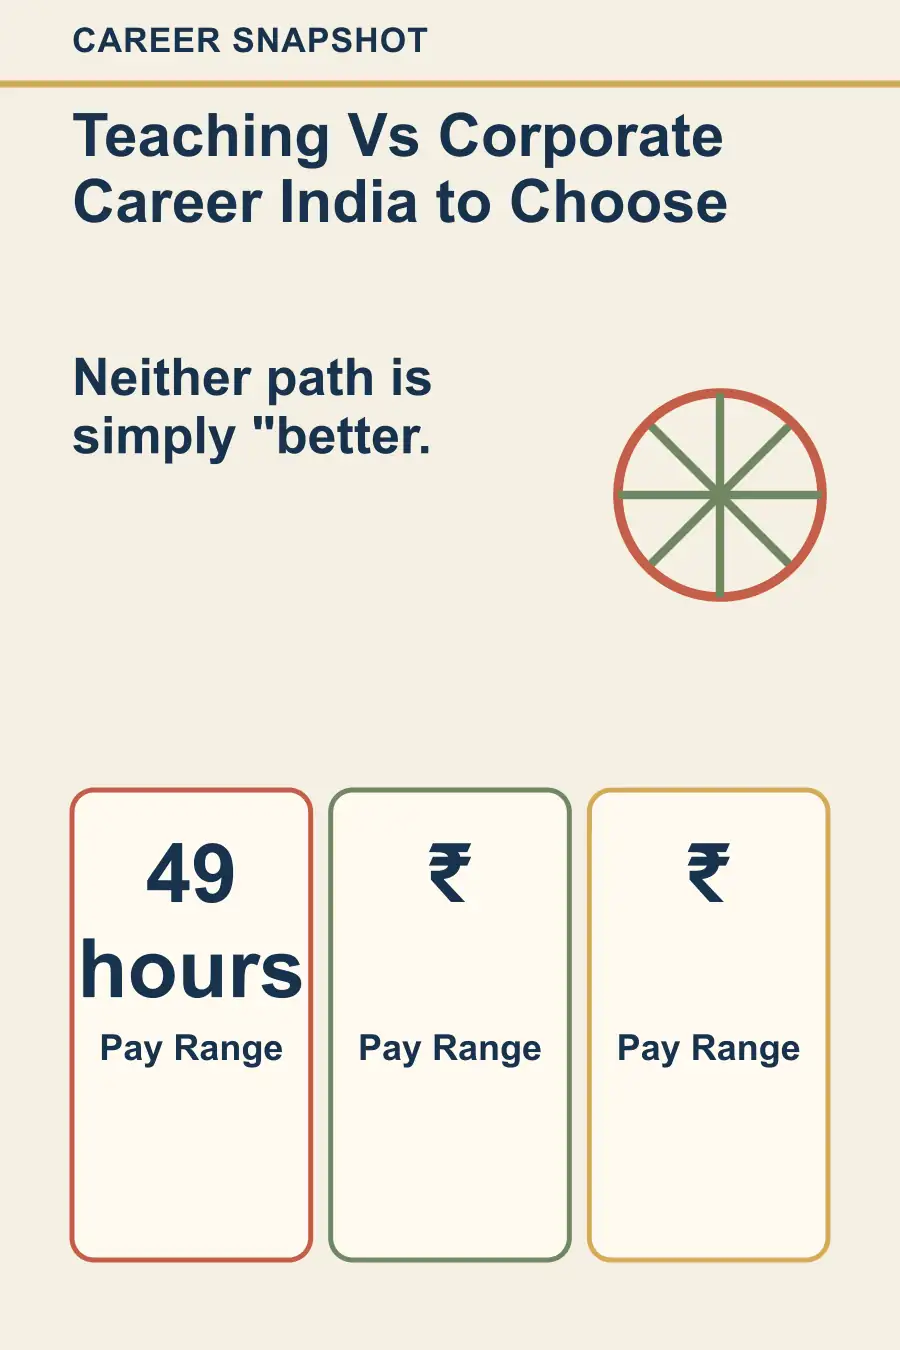 CAREER SNAPSHOT
Teaching Vs Corporate
Career India to Choose
Neither path is
simply "better.
49
hours
Pay Range
₹
Pay Range
₹
Pay Range